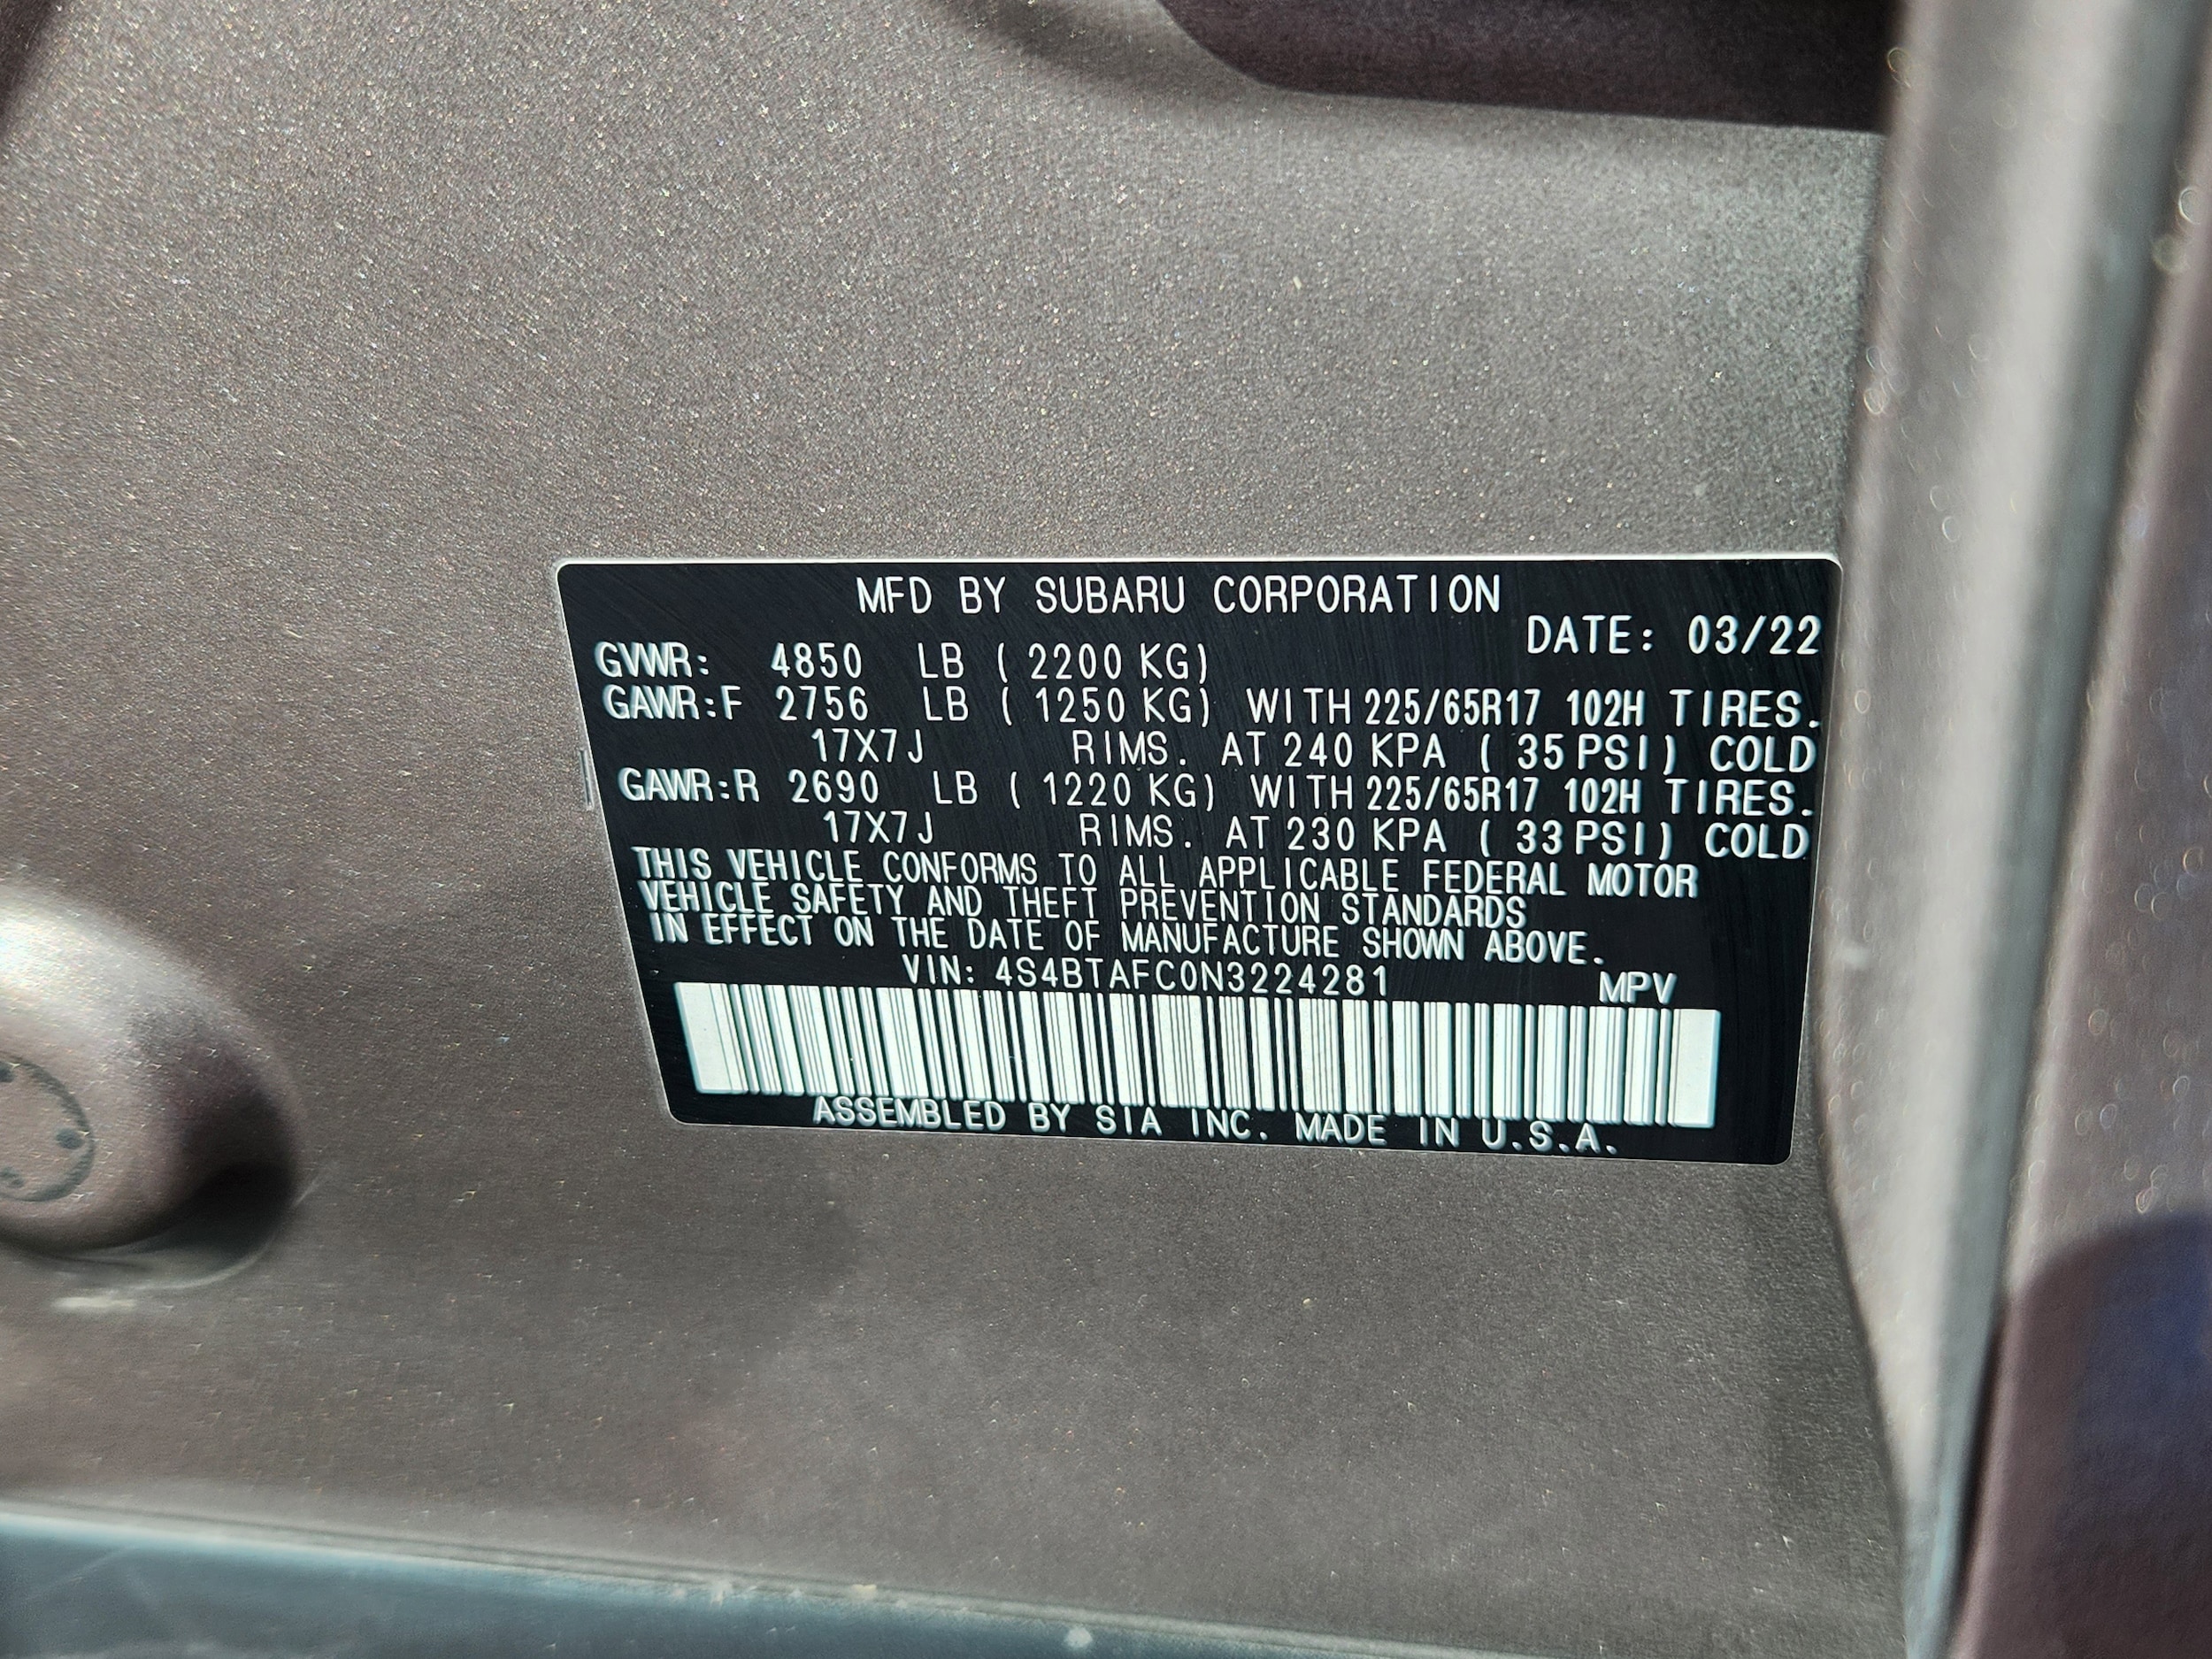 MFD BY SUBARU CORPORATION
DATE: 03/22
GVWR: 4850 LB ( 2200 KG)
GAWR:F 2756 LB ( 1250 KG) WITH 225/65R17 102H TIRES.
17X7J RIMS. AT 240 KPA ( 35 PSI) COLD
GAWR:R 2690 LB ( 1220 KG) WITH 225/65R17 102H TIRES.
17X7J RIMS. AT 230 KPA ( 33 PSI) COLD
THIS VEHICLE CONFORMS TO ALL APPLICABLE FEDERAL MOTOR
VEHICLE SAFETY AND THEFT PREVENTION STANDARDS
IN EFFECT ON THE DATE OF MANUFACTURE SHOWN ABOVE.
VIN: 4S4BTAFC0N3224281 MPV
ASSEMBLED BY SIA INC. MADE IN U.S.A.